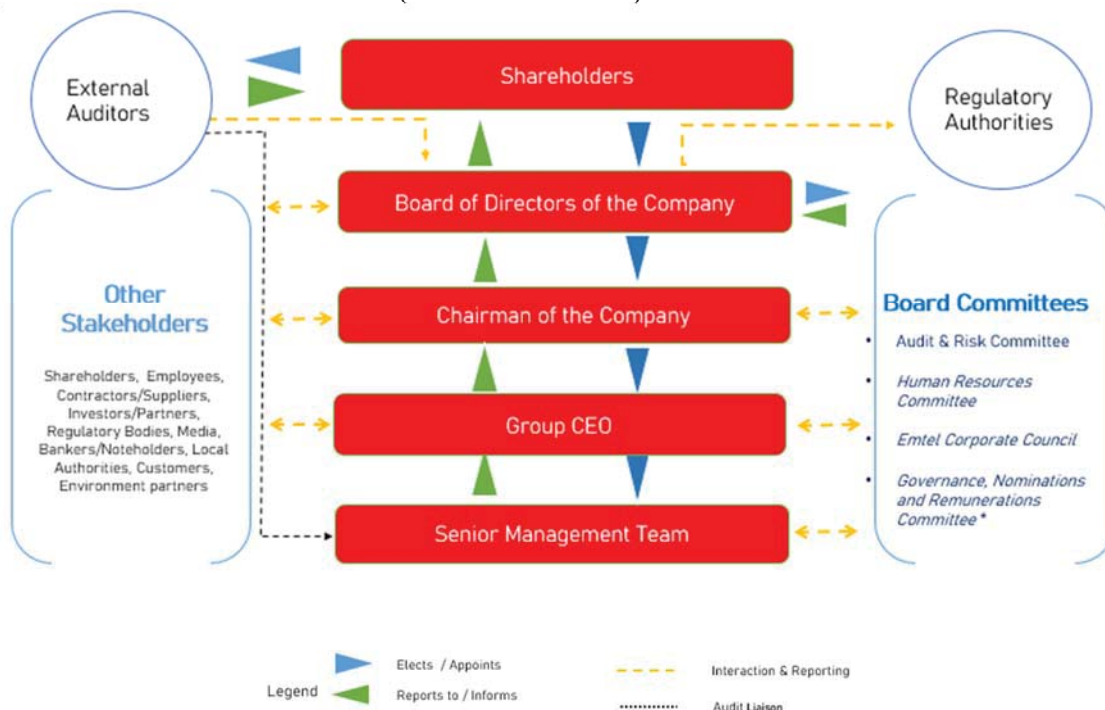 Shareholders
External
Auditors
Regulatory
Authorities
Board of Directors of the Company
Other
Stakeholders
Shareholders, Employees,
Contractors/Suppliers,
Investors/Partners,
Regulatory Bodies, Media,
Bankers/Noteholders, Local
Authorities, Customers,
Environment partners
Chairman of the Company
Group CEO
Senior Management Team
Board Committees
• Audit & Risk Committee
• Human Resources
Committee
• Emtel Corporate Council
• Governance, Nominations
and Remunerations
Committee*
Legend
Elects / Appoints
Reports to / Informs
Interaction & Reporting
Audit Liaison